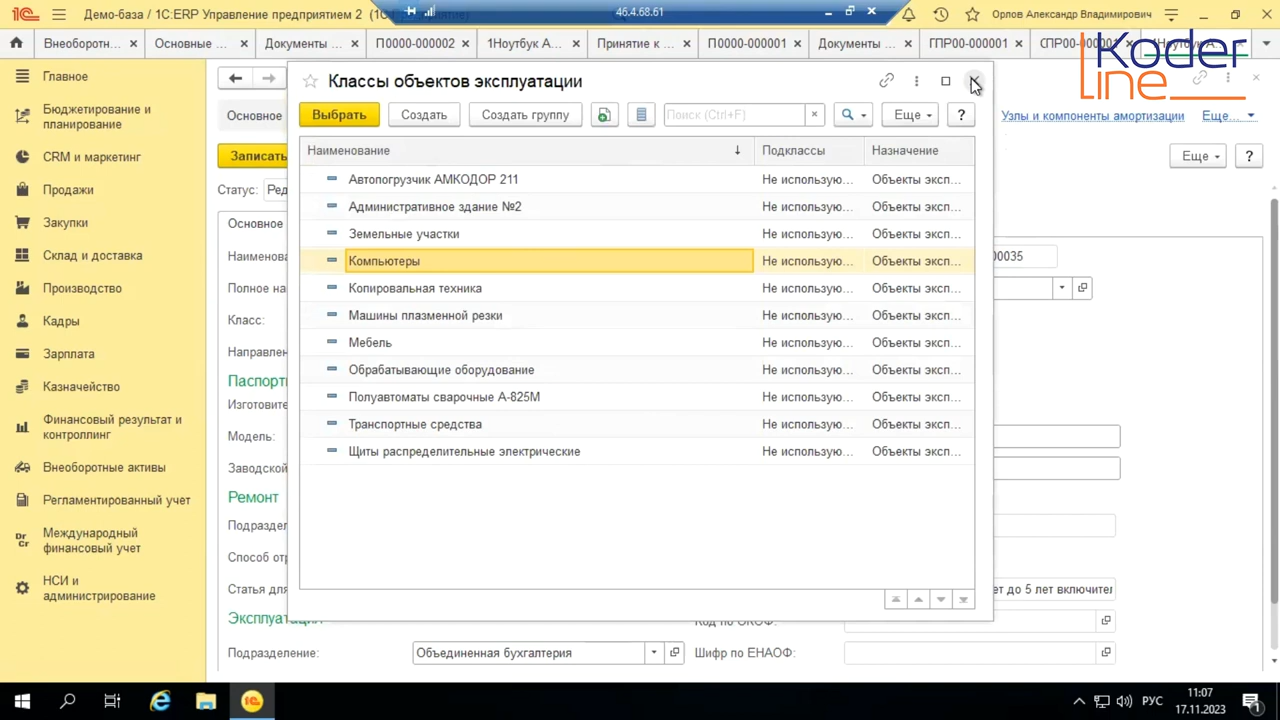 Демо-база / 1С:ERP Управление предприятием 2 (1С:
46.4.68.61
Орлов Александр Владимирович
Внеоборотн...
Основные ...
Документы ...
П0000-000002
1Ноутбук А...
Принятие к ...
П0000-000001
Документы ...
ГПР00-000001
СПР00-000001
1Ноутбук А...
Koder
line
Главное
Бюджетирование и
планирование
CRM и маркетинг
Продажи
Закупки
Склад и доставка
Производство
Кадры
Зарплата
Казначейство
Финансовый результат и
контроллинг
Внеоборотные активы
Регламентированный учет
Международный
финансовый учет
НСИ и
администрирование
Основное
Узлы и компоненты амортизации
Еще...
Записать
Еще
?
Статус:
Ред
Основное
Наименова
00035
Полное на
Класс:
Направлен
Паспорт
Изготовите
Модель:
Заводской
Ремонт
Подраздел
Способ отр
Статья для
ет до 5 лет включител
Эксплуатация
Код по ОКОФ:
Подразделение:
Объединенная бухгалтерия
Шифр по ЕНАОФ:
Классы объектов эксплуатации
Выбрать
Создать
Создать группу
Поиск (Ctrl+F)
×
Еще
?
Наименование
Подклассы
Назначение
Автопогрузчик АМКОДОР 211
Не использую...
Объекты эксп...
Административное здание №2
Не использую...
Объекты эксп...
Земельные участки
Не использую...
Объекты эксп...
Компьютеры
Не использую...
Объекты эксп...
Копировальная техника
Не использую...
Объекты эксп...
Машины плазменной резки
Не использую...
Объекты эксп...
Мебель
Не использую...
Объекты эксп...
Обрабатывающие оборудование
Не использую...
Объекты эксп...
Полуавтоматы сварочные А-825М
Не использую...
Объекты эксп...
Транспортные средства
Не использую...
Объекты эксп...
Щиты распределительные электрические
Не использую...
Объекты эксп...
РУС
11:07
17.11.2023